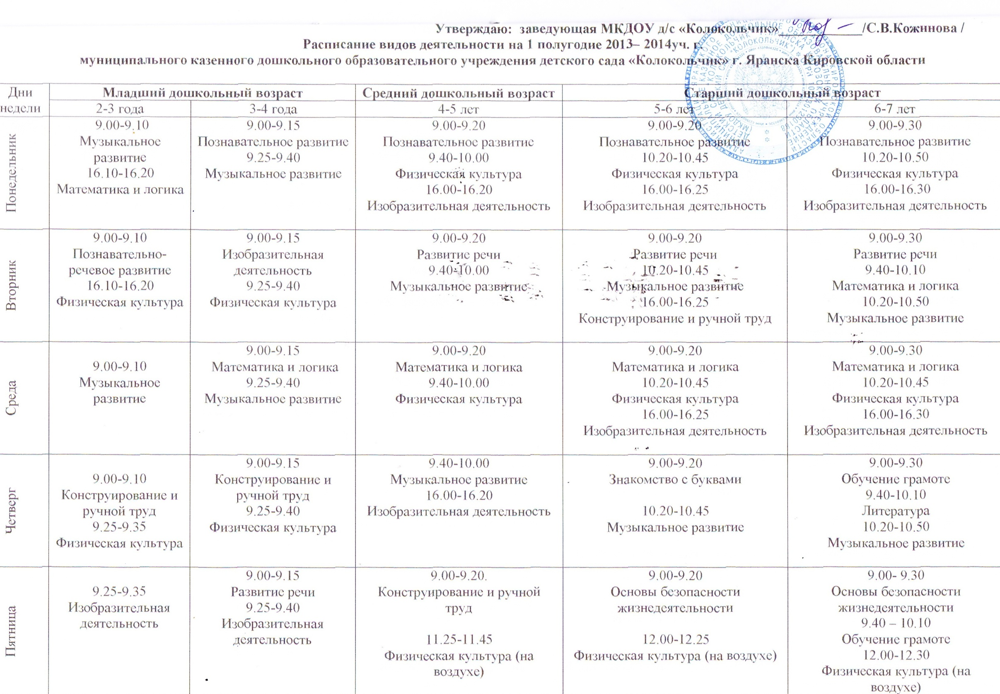 Утверждаю: заведующая МКДОУ д/с «Колокольчик»____________/С.В.Кожинова /
Расписание видов деятельности на 1 полугодие 2013– 2014уч. г.
муниципального казенного дошкольного образовательного учреждения детского сада «Колокольчик» г. Яранска Кировской области
Дни недели
Младший дошкольный возраст
Средний дошкольный возраст
Старший дошкольный возраст
2-3 года
3-4 года
4-5 лет
5-6 лет
6-7 лет
Понедельник
9.00-9.10
Музыкальное
развитие
16.10-16.20
Математика и логика
9.00-9.15
Познавательное развитие
9.25-9.40
Музыкальное развитие
9.00-9.20
Познавательное развитие
9.40-10.00
Физическая культура
16.00-16.20
Изобразительная деятельность
9.00-9.20
Познавательное развитие
10.20-10.45
Физическая культура
16.00-16.25
Изобразительная деятельность
9.00-9.30
Познавательное развитие
10.20-10.50
Физическая культура
16.00-16.30
Изобразительная деятельность
Вторник
9.00-9.10
Познавательно-
речевое развитие
16.10-16.20
Физическая культура
9.00-9.15
Изобразительная
деятельность
9.25-9.40
Физическая культура
9.00-9.20
Развитие речи
9.40-10.00
Музыкальное развитие
9.00-9.20
Развитие речи
10.20-10.45
Музыкальное развитие
16.00-16.25
Конструирование и ручной труд
9.00-9.30
Развитие речи
9.40-10.10
Математика и логика
10.20-10.50
Музыкальное развитие
Среда
9.00-9.10
Музыкальное
развитие
9.00-9.15
Математика и логика
9.25-9.40
Музыкальное развитие
9.00-9.20
Математика и логика
9.40-10.00
Физическая культура
9.00-9.20
Математика и логика
10.20-10.45
Физическая культура
16.00-16.25
Изобразительная деятельность
9.00-9.30
Математика и логика
10.20-10.45
Физическая культура
16.00-16.30
Изобразительная деятельность
Четверг
9.00-9.10
Конструирование и
ручной труд
9.25-9.35
Физическая культура
9.00-9.15
Конструирование и
ручной труд
9.25-9.40
Физическая культура
9.40-10.00
Музыкальное развитие
16.00-16.20
Изобразительная деятельность
9.00-9.20
Знакомство с буквами
10.20-10.45
Музыкальное развитие
9.00-9.30
Обучение грамоте
9.40-10.10
Литература
10.20-10.50
Музыкальное развитие
Пятница
9.25-9.35
Изобразительная
деятельность
9.00-9.15
Развитие речи
9.25-9.40
Изобразительная
деятельность
9.00-9.20.
Конструирование и ручной
труд
11.25-11.45
Физическая культура (на
воздухе)
9.00-9.20
Основы безопасности
жизнедеятельности
12.00-12.25
Физическая культура (на воздухе)
9.00- 9.30
Основы безопасности
жизнедеятельности
9.40 – 10.10
Обучение грамоте
12.00-12.30
Физическая культура (на
воздухе)